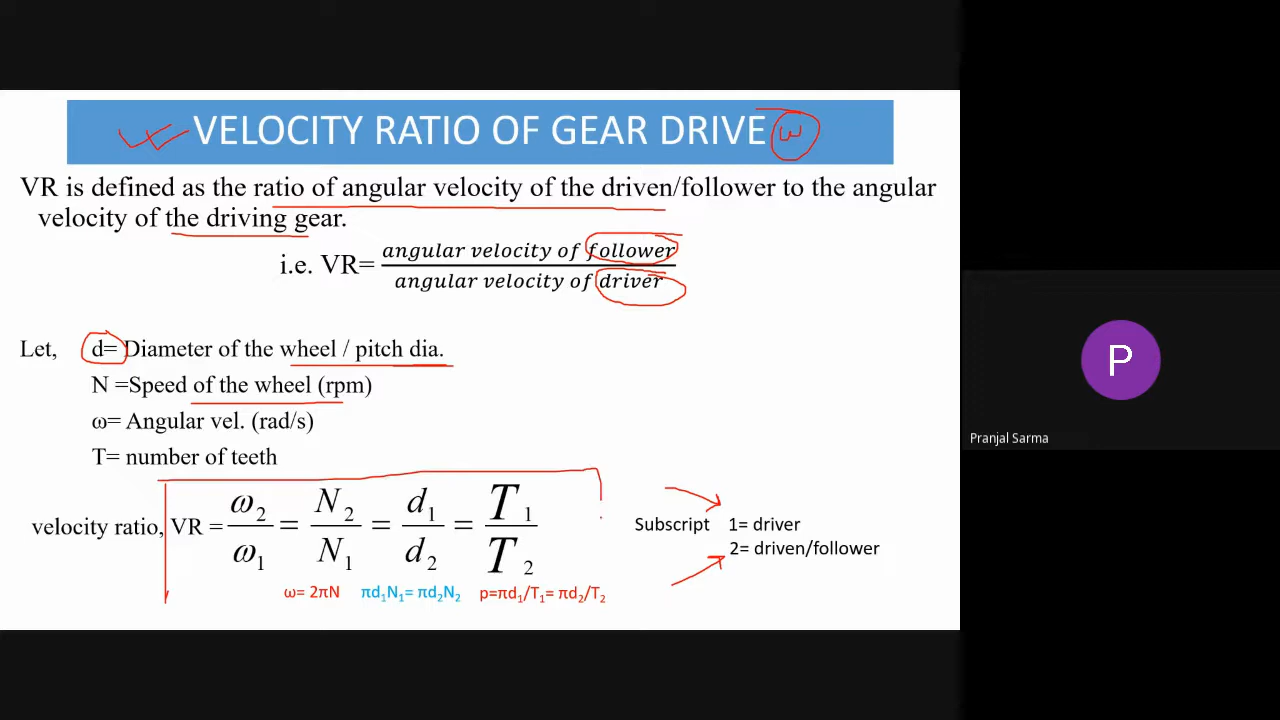 VELOCITY RATIO OF GEAR DRIVE ω
VR is defined as the ratio of angular velocity of the driven/follower to the angular
velocity of the driving gear.
i.e. VR= angular velocity of follower / angular velocity of driver
Let, d= Diameter of the wheel / pitch dia.
N =Speed of the wheel (rpm)
ω= Angular vel. (rad/s)
T= number of teeth
velocity ratio, VR = ω₂/ω₁ = N₂/N₁ = d₁/d₂ = T₁/T₂
Subscript 1= driver
2= driven/follower
ω= 2πN πd₁N₁= πd₂N₂ p=πd₁/T₁= πd₂/T₂
P
Pranjal Sarma